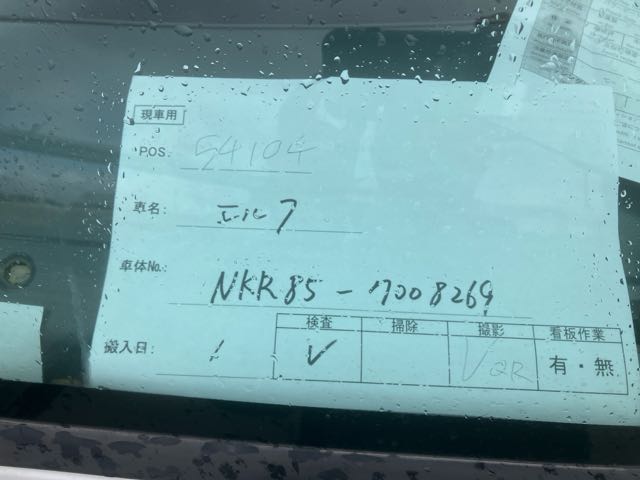 現車用
POS. 54104
車名: エルフ
車体No.: NKR85-7008269
検査 掃除 撮影 看板作業
搬入日: / ✓ ✓QR 有・無